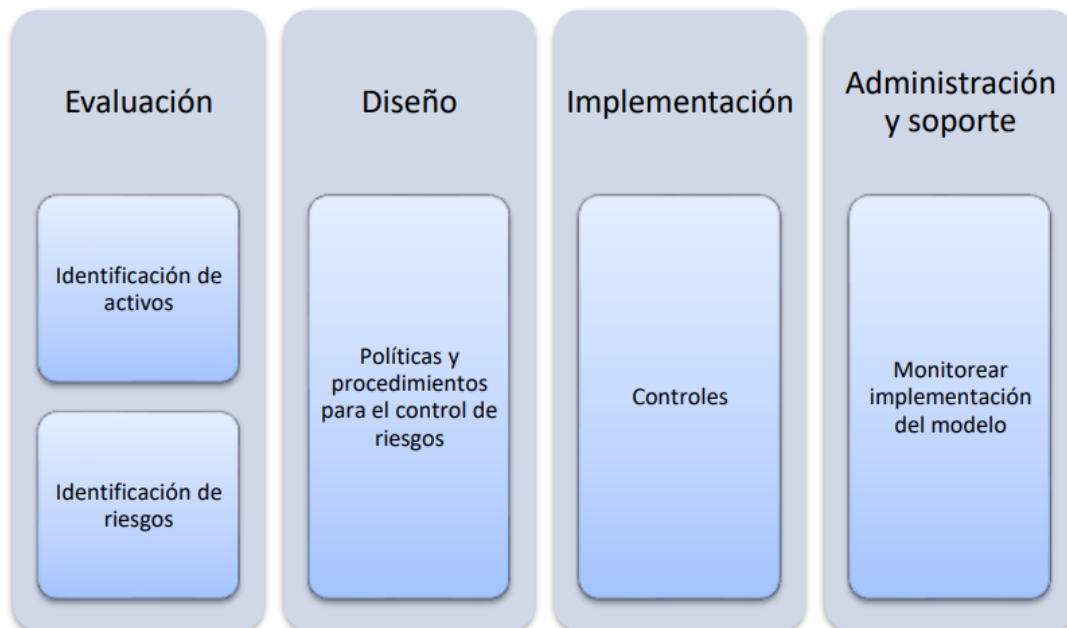 Evaluación
Identificación de
activos
Identificación de
riesgos
Diseño
Políticas y
procedimientos
para el control de
riesgos
Implementación
Controles
Administración
y soporte
Monitorear
implementación
del modelo